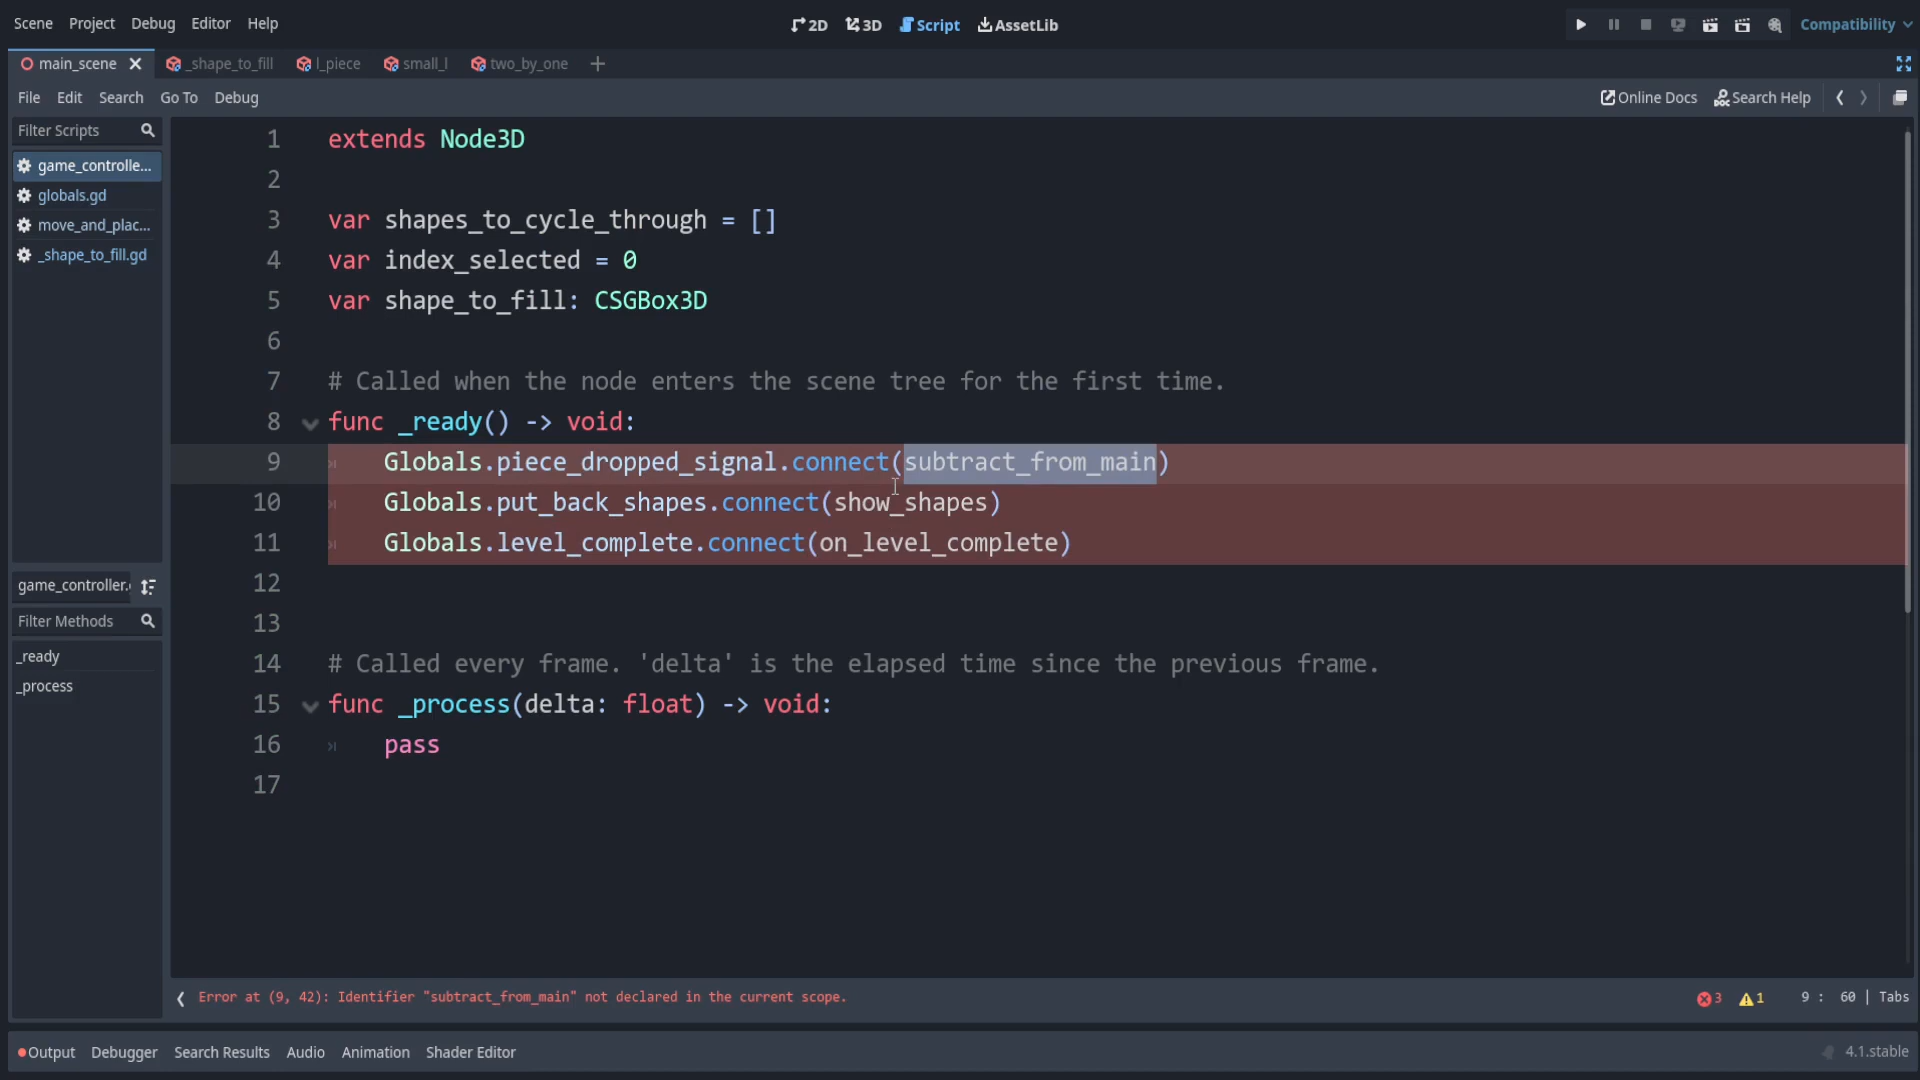 Scene Project Debug Editor Help
2D 3D Script AssetLib
Compatibility
main_scene _shape_to_fill l_piece small_l two_by_one
File Edit Search Go To Debug
Online Docs Search Help
Filter Scripts
game_controlle...
globals.gd
move_and_plac...
_shape_to_fill.gd
game_controller.
Filter Methods
_ready
_process
1 extends Node3D
2
3 var shapes_to_cycle_through = []
4 var index_selected = 0
5 var shape_to_fill: CSGBox3D
6
7 # Called when the node enters the scene tree for the first time.
8 func _ready() -> void:
9 Globals.piece_dropped_signal.connect(subtract_from_main)
10 Globals.put_back_shapes.connect(show_shapes)
11 Globals.level_complete.connect(on_level_complete)
12
13
14 # Called every frame. 'delta' is the elapsed time since the previous frame.
15 func _process(delta: float) -> void:
16 pass
17
Error at (9, 42): Identifier "subtract_from_main" not declared in the current scope.
3 1 9 : 60 | Tabs
Output Debugger Search Results Audio Animation Shader Editor
4.1.stable